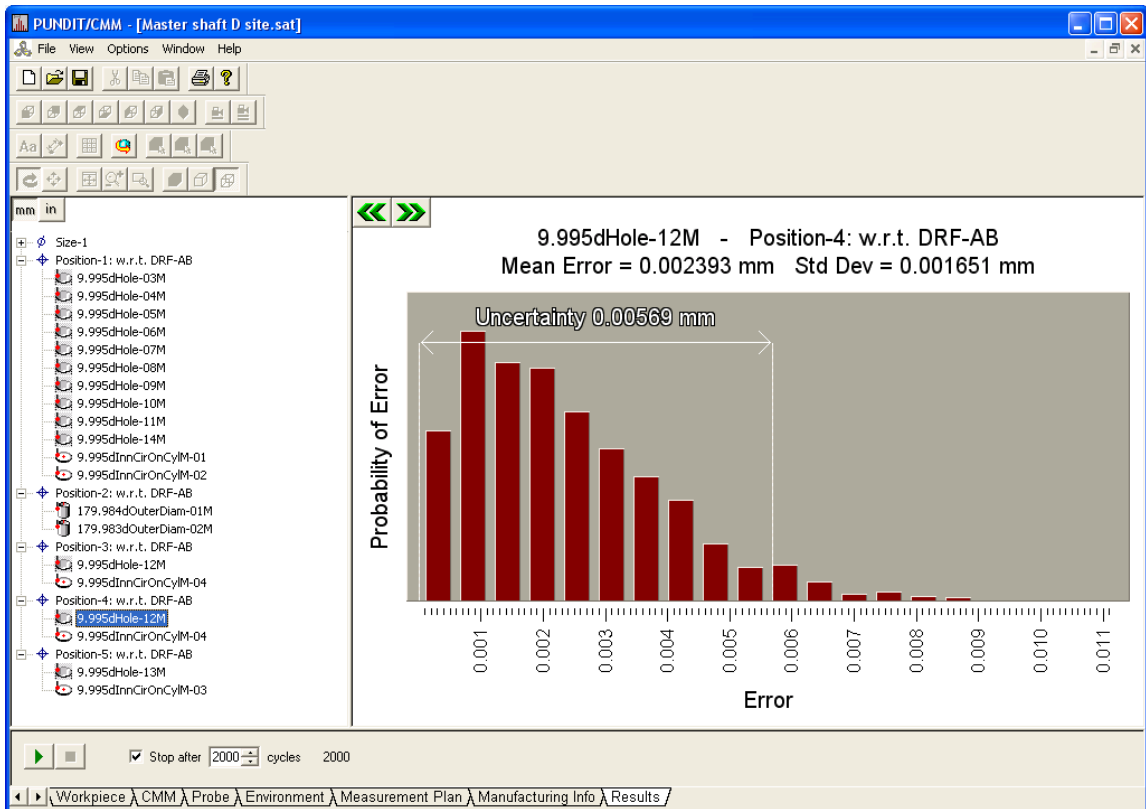 PUNDIT/CMM - [Master shaft D site.sat]
File View Options Window Help
Aa
mm in
Size-1
Position-1: w.r.t. DRF-AB
9.995dHole-03M
9.995dHole-04M
9.995dHole-05M
9.995dHole-06M
9.995dHole-07M
9.995dHole-08M
9.995dHole-09M
9.995dHole-10M
9.995dHole-11M
9.995dHole-14M
9.995dInnCirOnCylM-01
9.995dInnCirOnCylM-02
Position-2: w.r.t. DRF-AB
179.984dOuterDiam-01M
179.983dOuterDiam-02M
Position-3: w.r.t. DRF-AB
9.995dHole-12M
9.995dInnCirOnCylM-04
Position-4: w.r.t. DRF-AB
9.995dHole-12M
9.995dInnCirOnCylM-04
Position-5: w.r.t. DRF-AB
9.995dHole-13M
9.995dInnCirOnCylM-03
9.995dHole-12M - Position-4: w.r.t. DRF-AB
Mean Error = 0.002393 mm Std Dev = 0.001651 mm
Uncertainty 0.00569 mm
Probability of Error
0.001 0.002 0.003 0.004 0.005 0.006 0.007 0.008 0.009 0.010 0.011
Error
Stop after 2000 cycles 2000
Workpiece CMM Probe Environment Measurement Plan Manufacturing Info Results